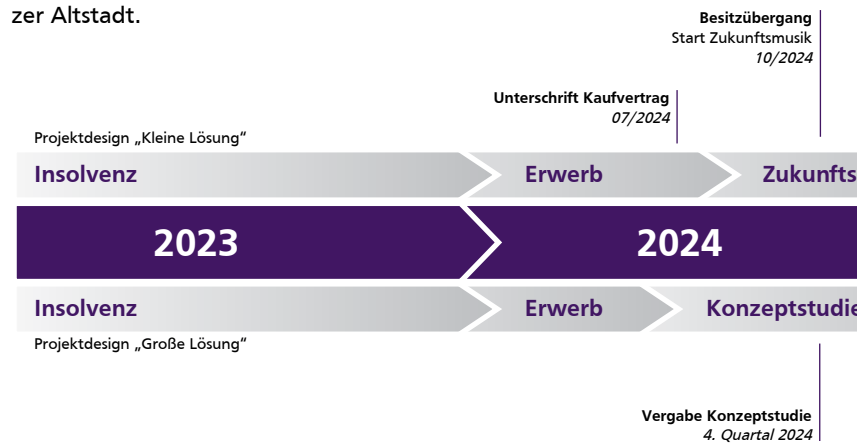 zer Altstadt.
Besitzübergang
Start Zukunftsmusik
10/2024
Unterschrift Kaufvertrag
07/2024
Projektdesign „Kleine Lösung“
Insolvenz Erwerb Zukunfts
2023 2024
Insolvenz Erwerb Konzeptstudie
Projektdesign „Große Lösung“
Vergabe Konzeptstudie
4. Quartal 2024